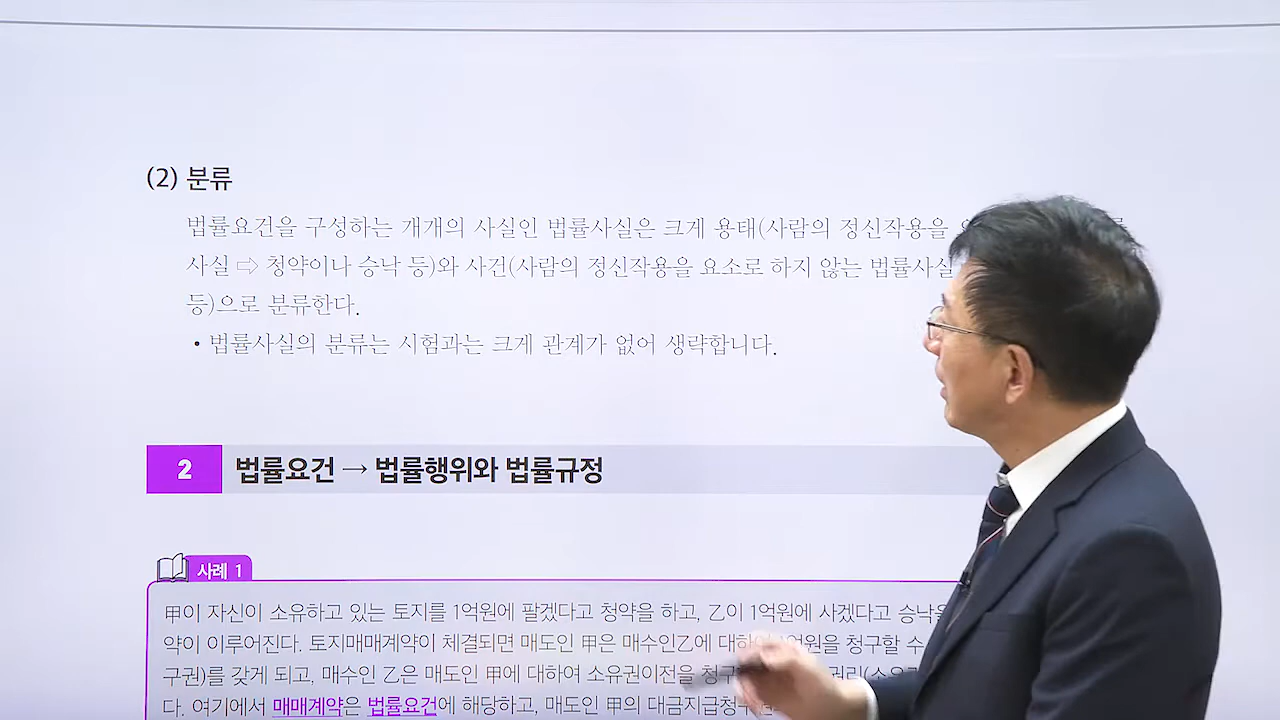 (2) 분류
법률요건을 구성하는 개개의 사실인 법률사실은 크게 용태(사람의 정신작용을
사실 ⇨ 청약이나 승낙 등)와 사건(사람의 정신작용을 요소로 하지 않는 법률사실
등)으로 분류한다.
• 법률사실의 분류는 시험과는 크게 관계가 없어 생략합니다.
2 법률요건 → 법률행위와 법률규정
사례 1
甲이 자신이 소유하고 있는 토지를 1억원에 팔겠다고 청약을 하고, 乙이 1억원에 사겠다고 승낙을
약이 이루어진다. 토지매매계약이 체결되면 매도인 甲은 매수인乙에 대하여 1억원을 청구할 수
구권)를 갖게 되고, 매수인 乙은 매도인 甲에 대하여 소유권이전을 청구
다. 여기에서 매매계약은 법률요건에 해당하고, 매도인 甲의 대금지급청구권